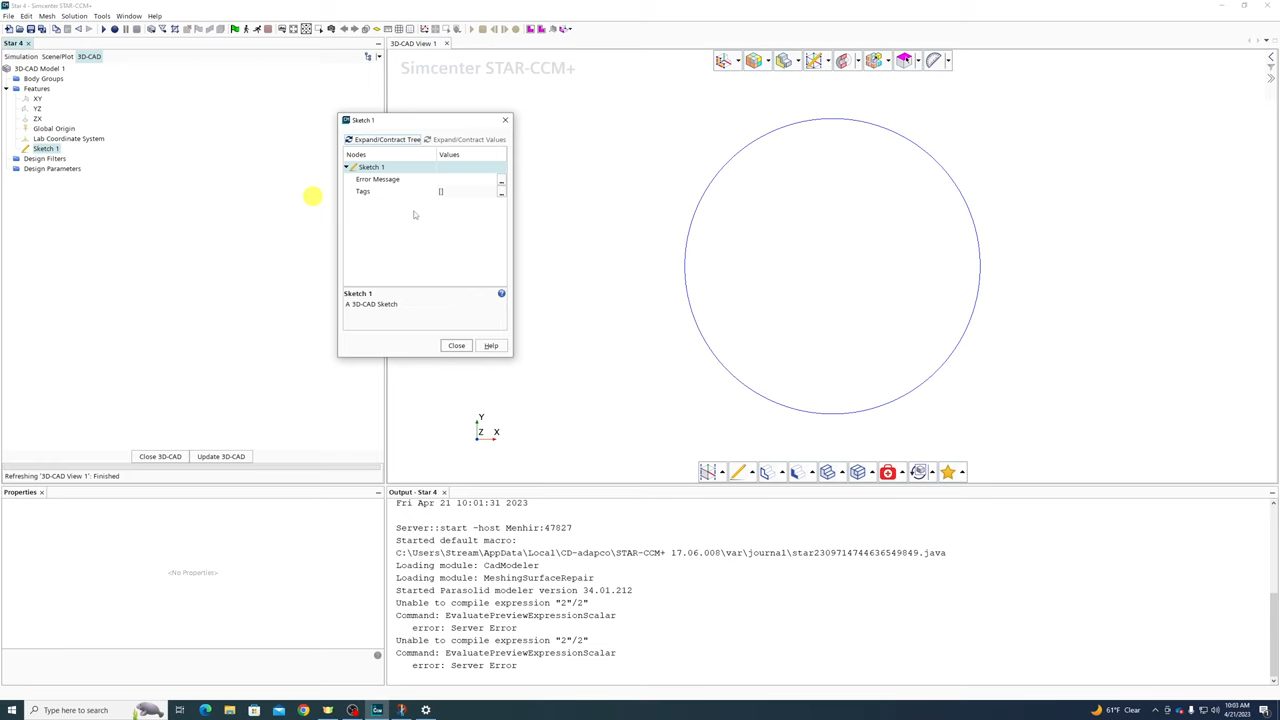 Star 4 - Simcenter STAR-CCM+
File Edit Mesh Solution Tools Window Help
Star 4
Simulation Scene/Plot 3D-CAD
3D-CAD Model 1
Body Groups
Features
XY
YZ
ZX
Global Origin
Lab Coordinate System
Sketch 1
Design Filters
Design Parameters
Close 3D-CAD Update 3D-CAD
Refreshing '3D-CAD View 1': Finished
Properties
<No Properties>
3D-CAD View 1
Simcenter STAR-CCM+
Sketch 1
Expand/Contract Tree Expand/Contract Values
Nodes Values
Sketch 1
Error Message ...
Tags [] ...
Sketch 1
A 3D-CAD Sketch
Close Help
Y
Z X
Output - Star 4
Fri Apr 21 10:01:31 2023
Server::start -host Menhir:47827
Started default macro:
C:\Users\Stream\AppData\Local\CD-adapco\STAR-CCM+ 17.06.008\var\journal\star2309714744636549849.java
Loading module: CadModeler
Loading module: MeshingSurfaceRepair
Started Parasolid modeler version 34.01.212
Unable to compile expression "2"/2"
Command: EvaluatePreviewExpressionScalar
error: Server Error
Unable to compile expression "2"/2"
Command: EvaluatePreviewExpressionScalar
error: Server Error
Type here to search
61°F Clear
10:03 AM
4/21/2023